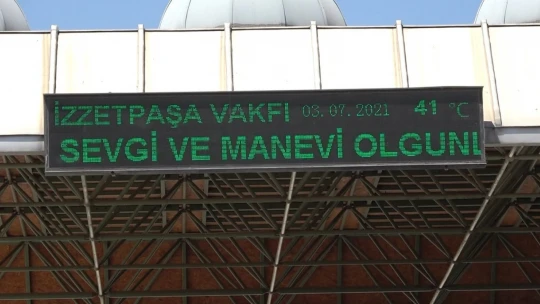 İZZETPAŞA VAKFI 03.07.2021 41 °C
SEVGİ VE MANEVİ OLGUNL